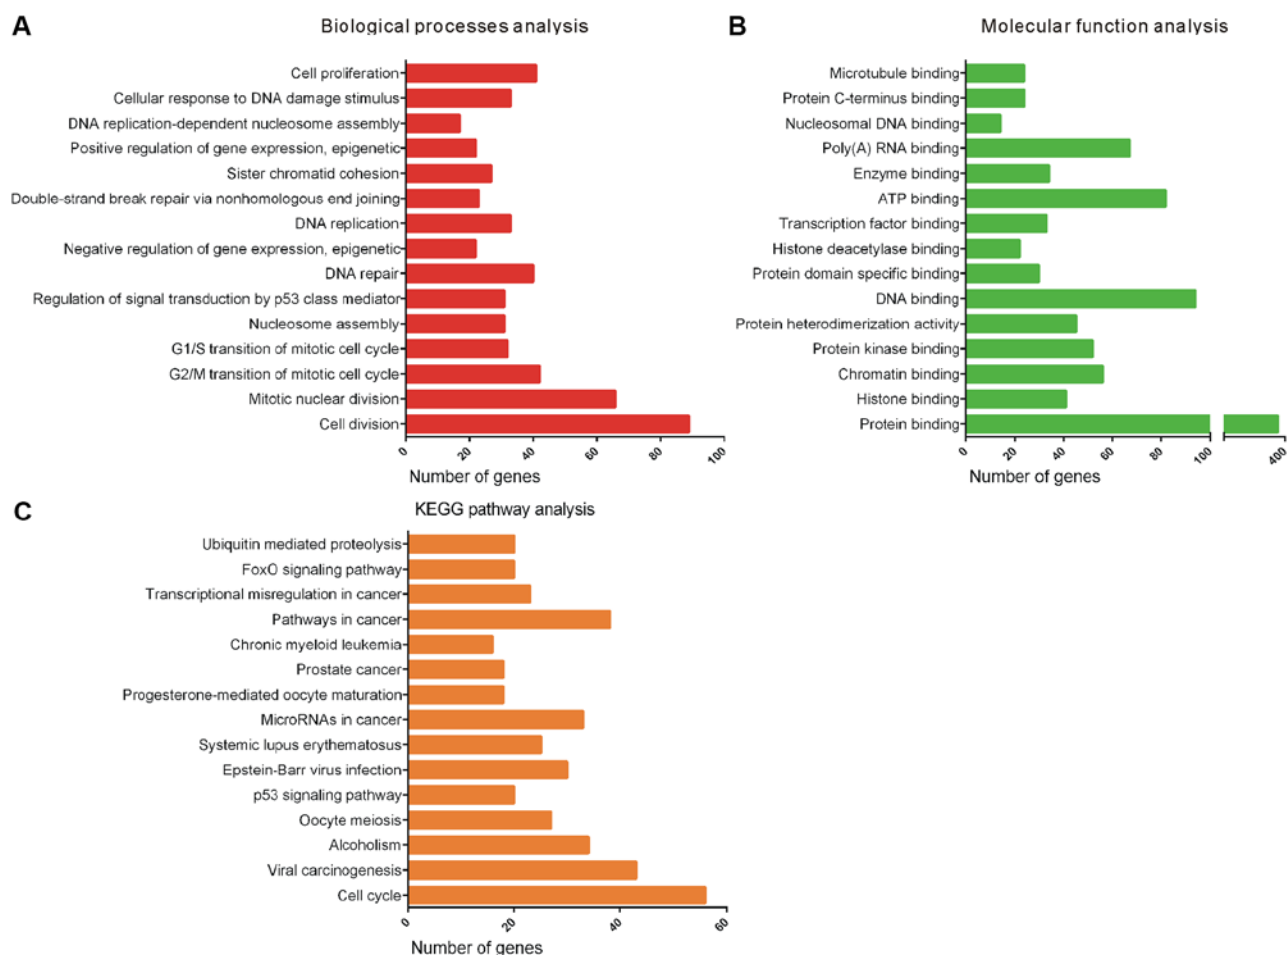 A
Biological processes analysis
Cell proliferation
Cellular response to DNA damage stimulus
DNA replication-dependent nucleosome assembly
Positive regulation of gene expression, epigenetic
Sister chromatid cohesion
Double-strand break repair via nonhomologous end joining
DNA replication
Negative regulation of gene expression, epigenetic
DNA repair
Regulation of signal transduction by p53 class mediator
Nucleosome assembly
G1/S transition of mitotic cell cycle
G2/M transition of mitotic cell cycle
Mitotic nuclear division
Cell division
0 20 40 60 80 100
Number of genes
B
Molecular function analysis
Microtubule binding
Protein C-terminus binding
Nucleosomal DNA binding
Poly(A) RNA binding
Enzyme binding
ATP binding
Transcription factor binding
Histone deacetylase binding
Protein domain specific binding
DNA binding
Protein heterodimerization activity
Protein kinase binding
Chromatin binding
Histone binding
Protein binding
0 20 40 60 80 100 400
Number of genes
C
KEGG pathway analysis
Ubiquitin mediated proteolysis
FoxO signaling pathway
Transcriptional misregulation in cancer
Pathways in cancer
Chronic myeloid leukemia
Prostate cancer
Progesterone-mediated oocyte maturation
MicroRNAs in cancer
Systemic lupus erythematosus
Epstein-Barr virus infection
p53 signaling pathway
Oocyte meiosis
Alcoholism
Viral carcinogenesis
Cell cycle
0 20 40 60
Number of genes